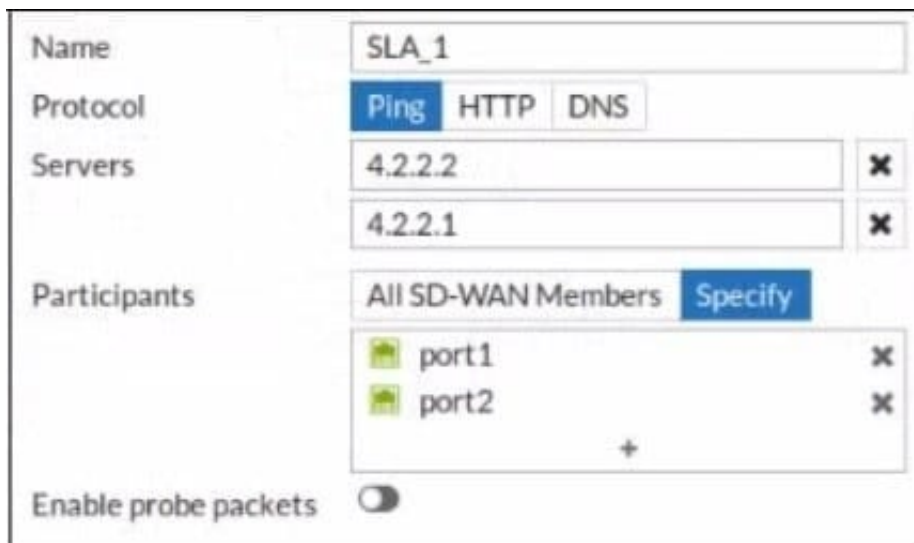 Name SLA_1
Protocol Ping HTTP DNS
Servers 4.2.2.2
4.2.2.1
Participants All SD-WAN Members Specify
port1
port2
Enable probe packets